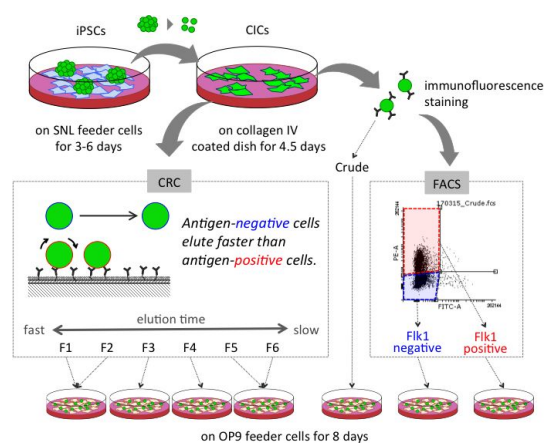 iPSCs
CICs
on SNL feeder cells
for 3-6 days
on collagen IV
coated dish for 4.5 days
immunofluorescence
staining
Crude
CRC
FACS
Antigen-negative cells
elute faster than
antigen-positive cells.
170315_Crude.fcs
262144
PE-A
FITC-A
262144
elution time
fast
slow
F1
F2
F3
F4
F5
F6
Flk1
negative
Flk1
positive
on OP9 feeder cells for 8 days